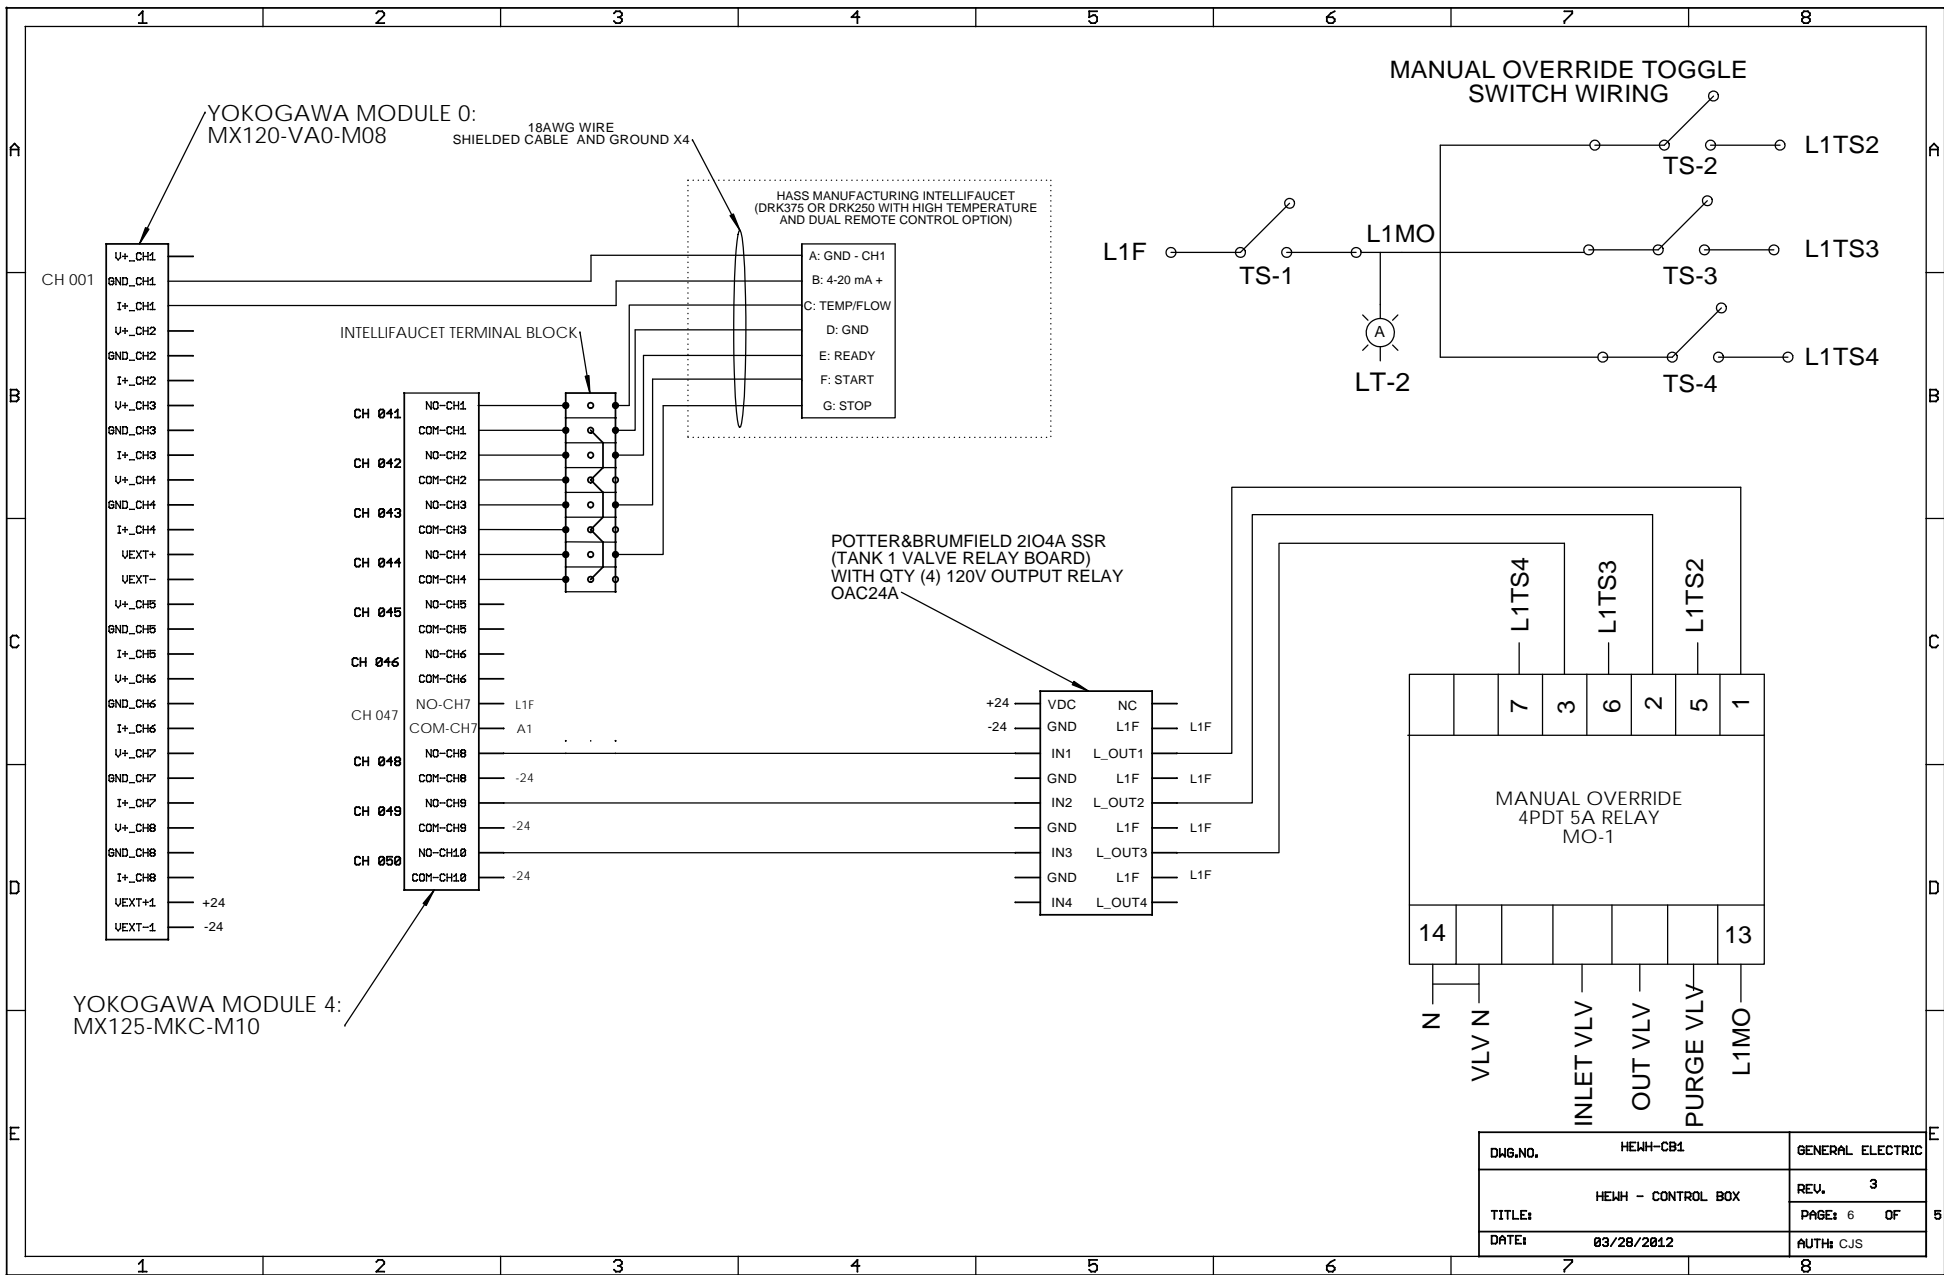 1 2 3 4 5 6 7 8
A
B
C
D
E
YOKOGAWA MODULE 0:
MX120-VA0-M08
18AWG WIRE
SHIELDED CABLE AND GROUND X4
CH 001
V+_CH1
GND_CH1
I+_CH1
V+_CH2
GND_CH2
I+_CH2
V+_CH3
GND_CH3
I+_CH3
V+_CH4
GND_CH4
I+_CH4
VEXT+
VEXT-
V+_CH5
GND_CH5
I+_CH5
V+_CH6
GND_CH6
I+_CH6
V+_CH7
GND_CH7
I+_CH7
V+_CH8
GND_CH8
I+_CH8
VEXT+1 +24
VEXT-1 -24
HASS MANUFACTURING INTELLIFAUCET
(DRK375 OR DRK250 WITH HIGH TEMPERATURE
AND DUAL REMOTE CONTROL OPTION)
A: GND - CH1
B: 4-20 mA +
C: TEMP/FLOW
D: GND
E: READY
F: START
G: STOP
INTELLIFAUCET TERMINAL BLOCK
CH 041
NO-CH1
COM-CH1
CH 042
NO-CH2
COM-CH2
CH 043
NO-CH3
COM-CH3
CH 044
NO-CH4
COM-CH4
CH 045
NO-CH5
COM-CH5
CH 046
NO-CH6
COM-CH6
CH 047
NO-CH7 L1F
COM-CH7 A1
CH 048
NO-CH8
COM-CH8 -24
CH 049
NO-CH9
COM-CH9 -24
CH 050
NO-CH10
COM-CH10 -24
YOKOGAWA MODULE 4:
MX125-MKC-M10
MANUAL OVERRIDE TOGGLE
SWITCH WIRING
L1F
TS-1
L1MO
A
LT-2
TS-2
L1TS2
TS-3
L1TS3
TS-4
L1TS4
POTTER&BRUMFIELD 2IO4A SSR
(TANK 1 VALVE RELAY BOARD)
WITH QTY (4) 120V OUTPUT RELAY
OAC24A
+24 VDC NC
-24 GND L1F L1F
IN1 L_OUT1
GND L1F L1F
IN2 L_OUT2
GND L1F L1F
IN3 L_OUT3
GND L1F L1F
IN4 L_OUT4
L1TS4
L1TS3
L1TS2
7 3 6 2 5 1
MANUAL OVERRIDE
4PDT 5A RELAY
MO-1
14 13
N
VLV N
INLET VLV
OUT VLV
PURGE VLV
L1MO
DWG.NO. HEWH-CB1 GENERAL ELECTRIC
TITLE: HEWH - CONTROL BOX
REV. 3
PAGE: 6 OF 5
DATE: 03/28/2012
AUTH: CJS
A
B
C
D
E
1 2 3 4 5 6 7 8